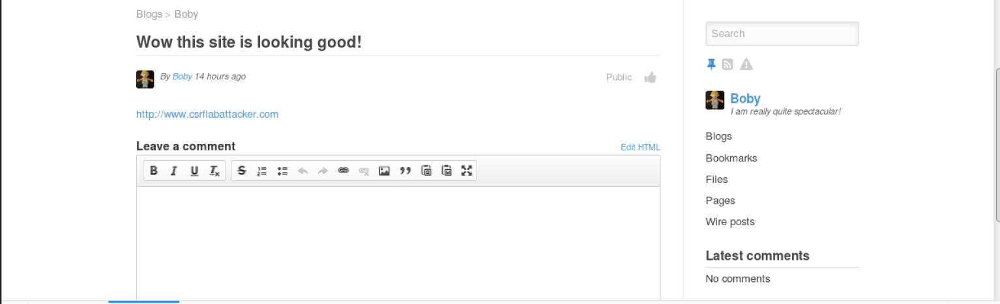 Blogs > Boby
Wow this site is looking good!
By Boby 14 hours ago
Public
http://www.csrflabattacker.com
Leave a comment
Edit HTML
B I U Tx S
Search
Boby
I am really quite spectacular!
Blogs
Bookmarks
Files
Pages
Wire posts
Latest comments
No comments